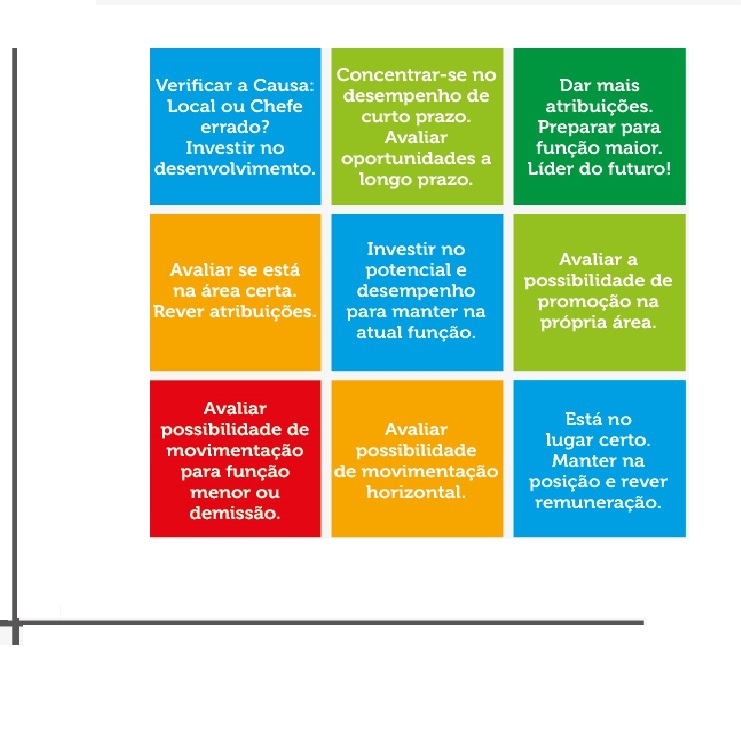 Verificar a Causa:
Local ou Chefe
errado?
Investir no
desenvolvimento.
Concentrar-se no
desempenho de
curto prazo.
Avaliar
oportunidades a
longo prazo.
Dar mais
atribuições.
Preparar para
função maior.
Líder do futuro!
Avaliar se está
na área certa.
Rever atribuições.
Investir no
potencial e
desempenho
para manter na
atual função.
Avaliar a
possibilidade de
promoção na
própria área.
Avaliar
possibilidade de
movimentação
para função
menor ou
demissão.
Avaliar
possibilidade
de movimentação
horizontal.
Está no
lugar certo.
Manter na
posição e rever
remuneração.